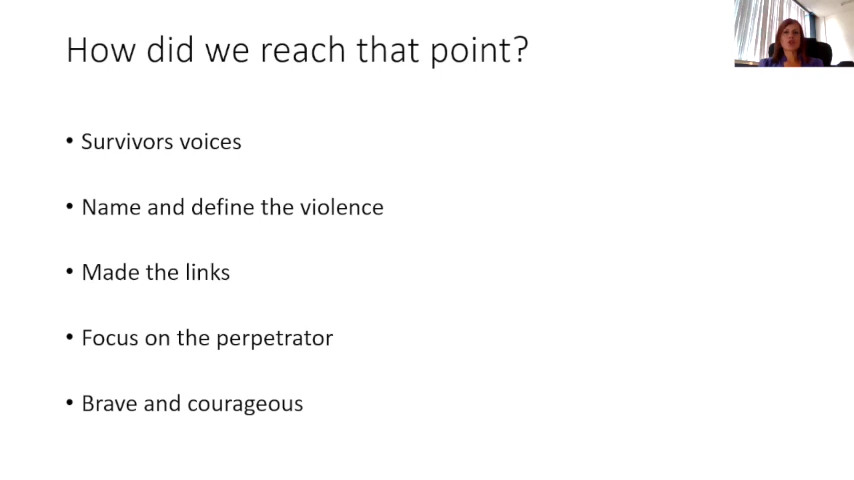 How did we reach that point?
• Survivors voices
• Name and define the violence
• Made the links
• Focus on the perpetrator
• Brave and courageous